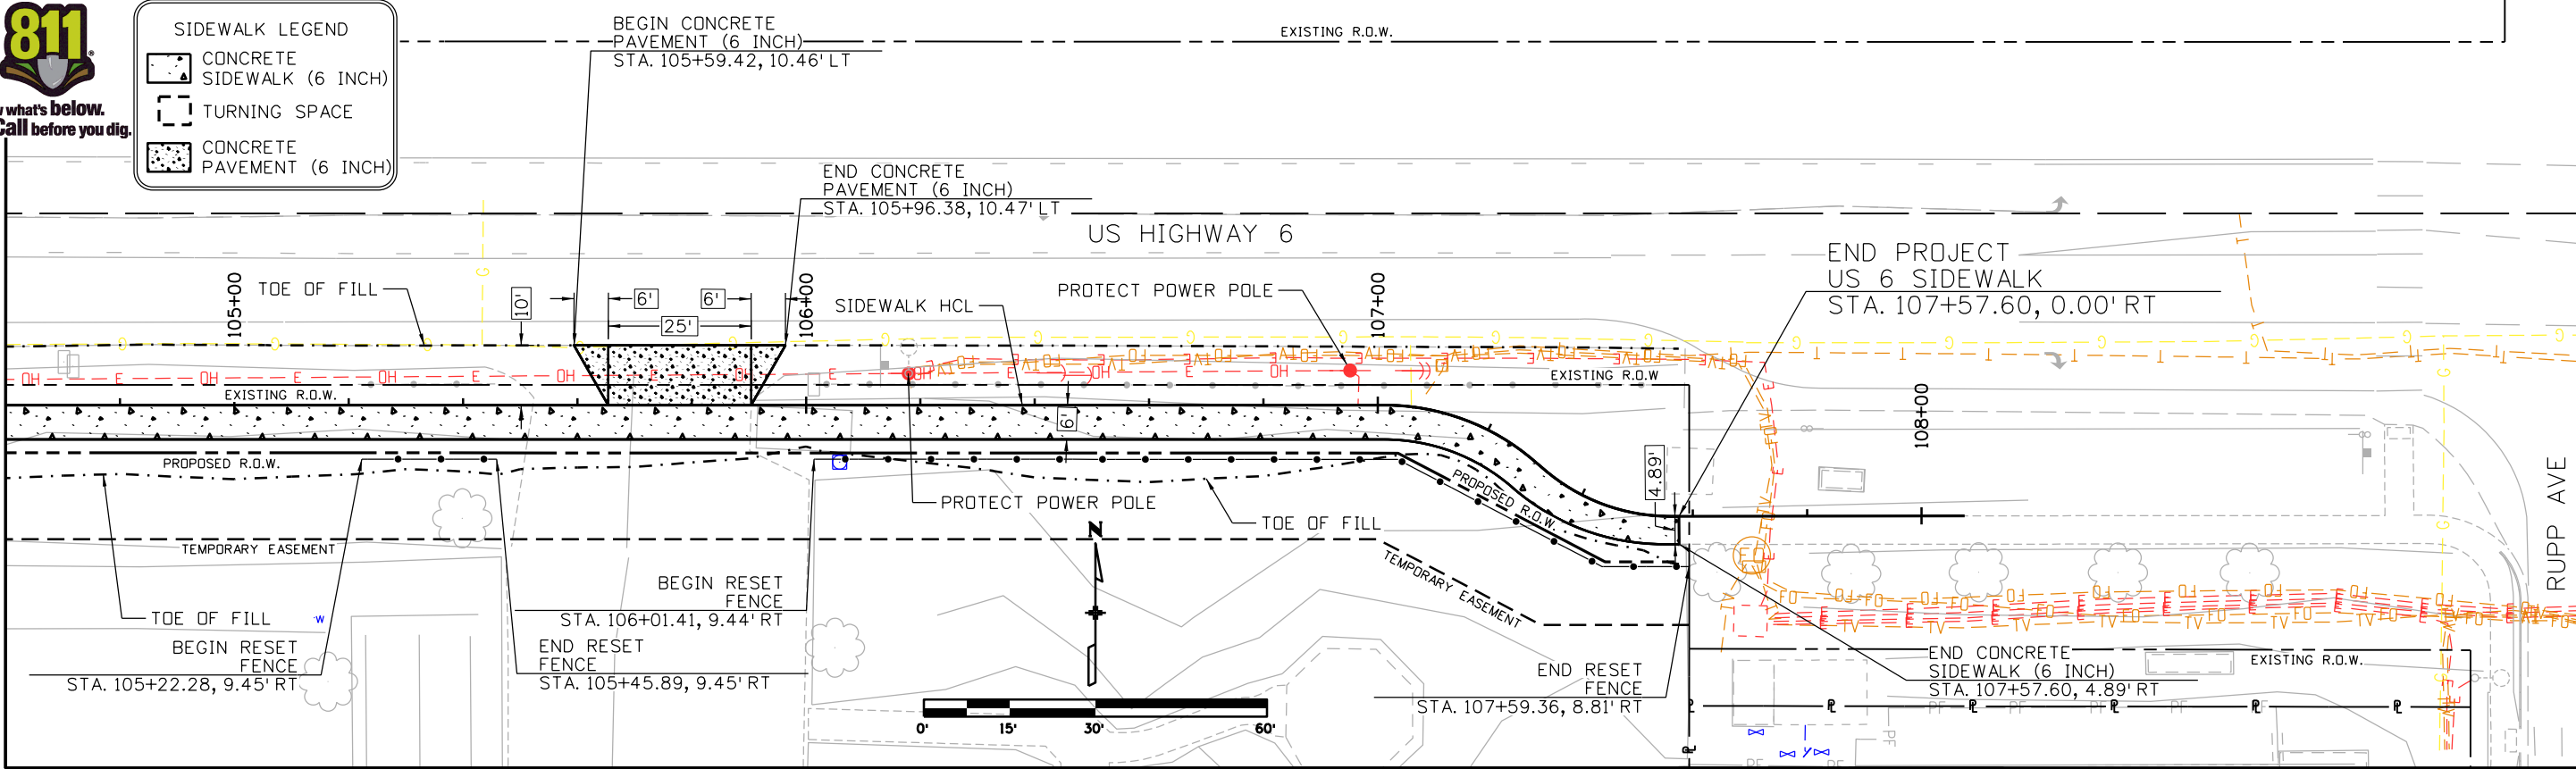 811
what's below.
Call before you dig.
SIDEWALK LEGEND
CONCRETE
SIDEWALK (6 INCH)
TURNING SPACE
CONCRETE
PAVEMENT (6 INCH)
BEGIN CONCRETE
PAVEMENT (6 INCH)
STA. 105+59.42, 10.46' LT
EXISTING R.O.W.
END CONCRETE
PAVEMENT (6 INCH)
STA. 105+96.38, 10.47' LT
US HIGHWAY 6
END PROJECT
US 6 SIDEWALK
STA. 107+57.60, 0.00' RT
105+00
TOE OF FILL
10'
6'
6'
25'
106+00
SIDEWALK HCL
PROTECT POWER POLE
107+00
EXISTING R.O.W.
EXISTING R.O.W
6'
108+00
PROPOSED R.O.W.
PROPOSED R.O.W.
4.89'
RUPP AVE
PROTECT POWER POLE
TOE OF FILL
N
TEMPORARY EASEMENT
TEMPORARY EASEMENT
TOE OF FILL
W
BEGIN RESET
FENCE
STA. 105+22.28, 9.45' RT
END RESET
FENCE
STA. 105+45.89, 9.45' RT
BEGIN RESET
FENCE
STA. 106+01.41, 9.44' RT
END RESET
FENCE
STA. 107+59.36, 8.81' RT
END CONCRETE
SIDEWALK (6 INCH)
STA. 107+57.60, 4.89' RT
EXISTING R.O.W.
0' 15' 30' 60'